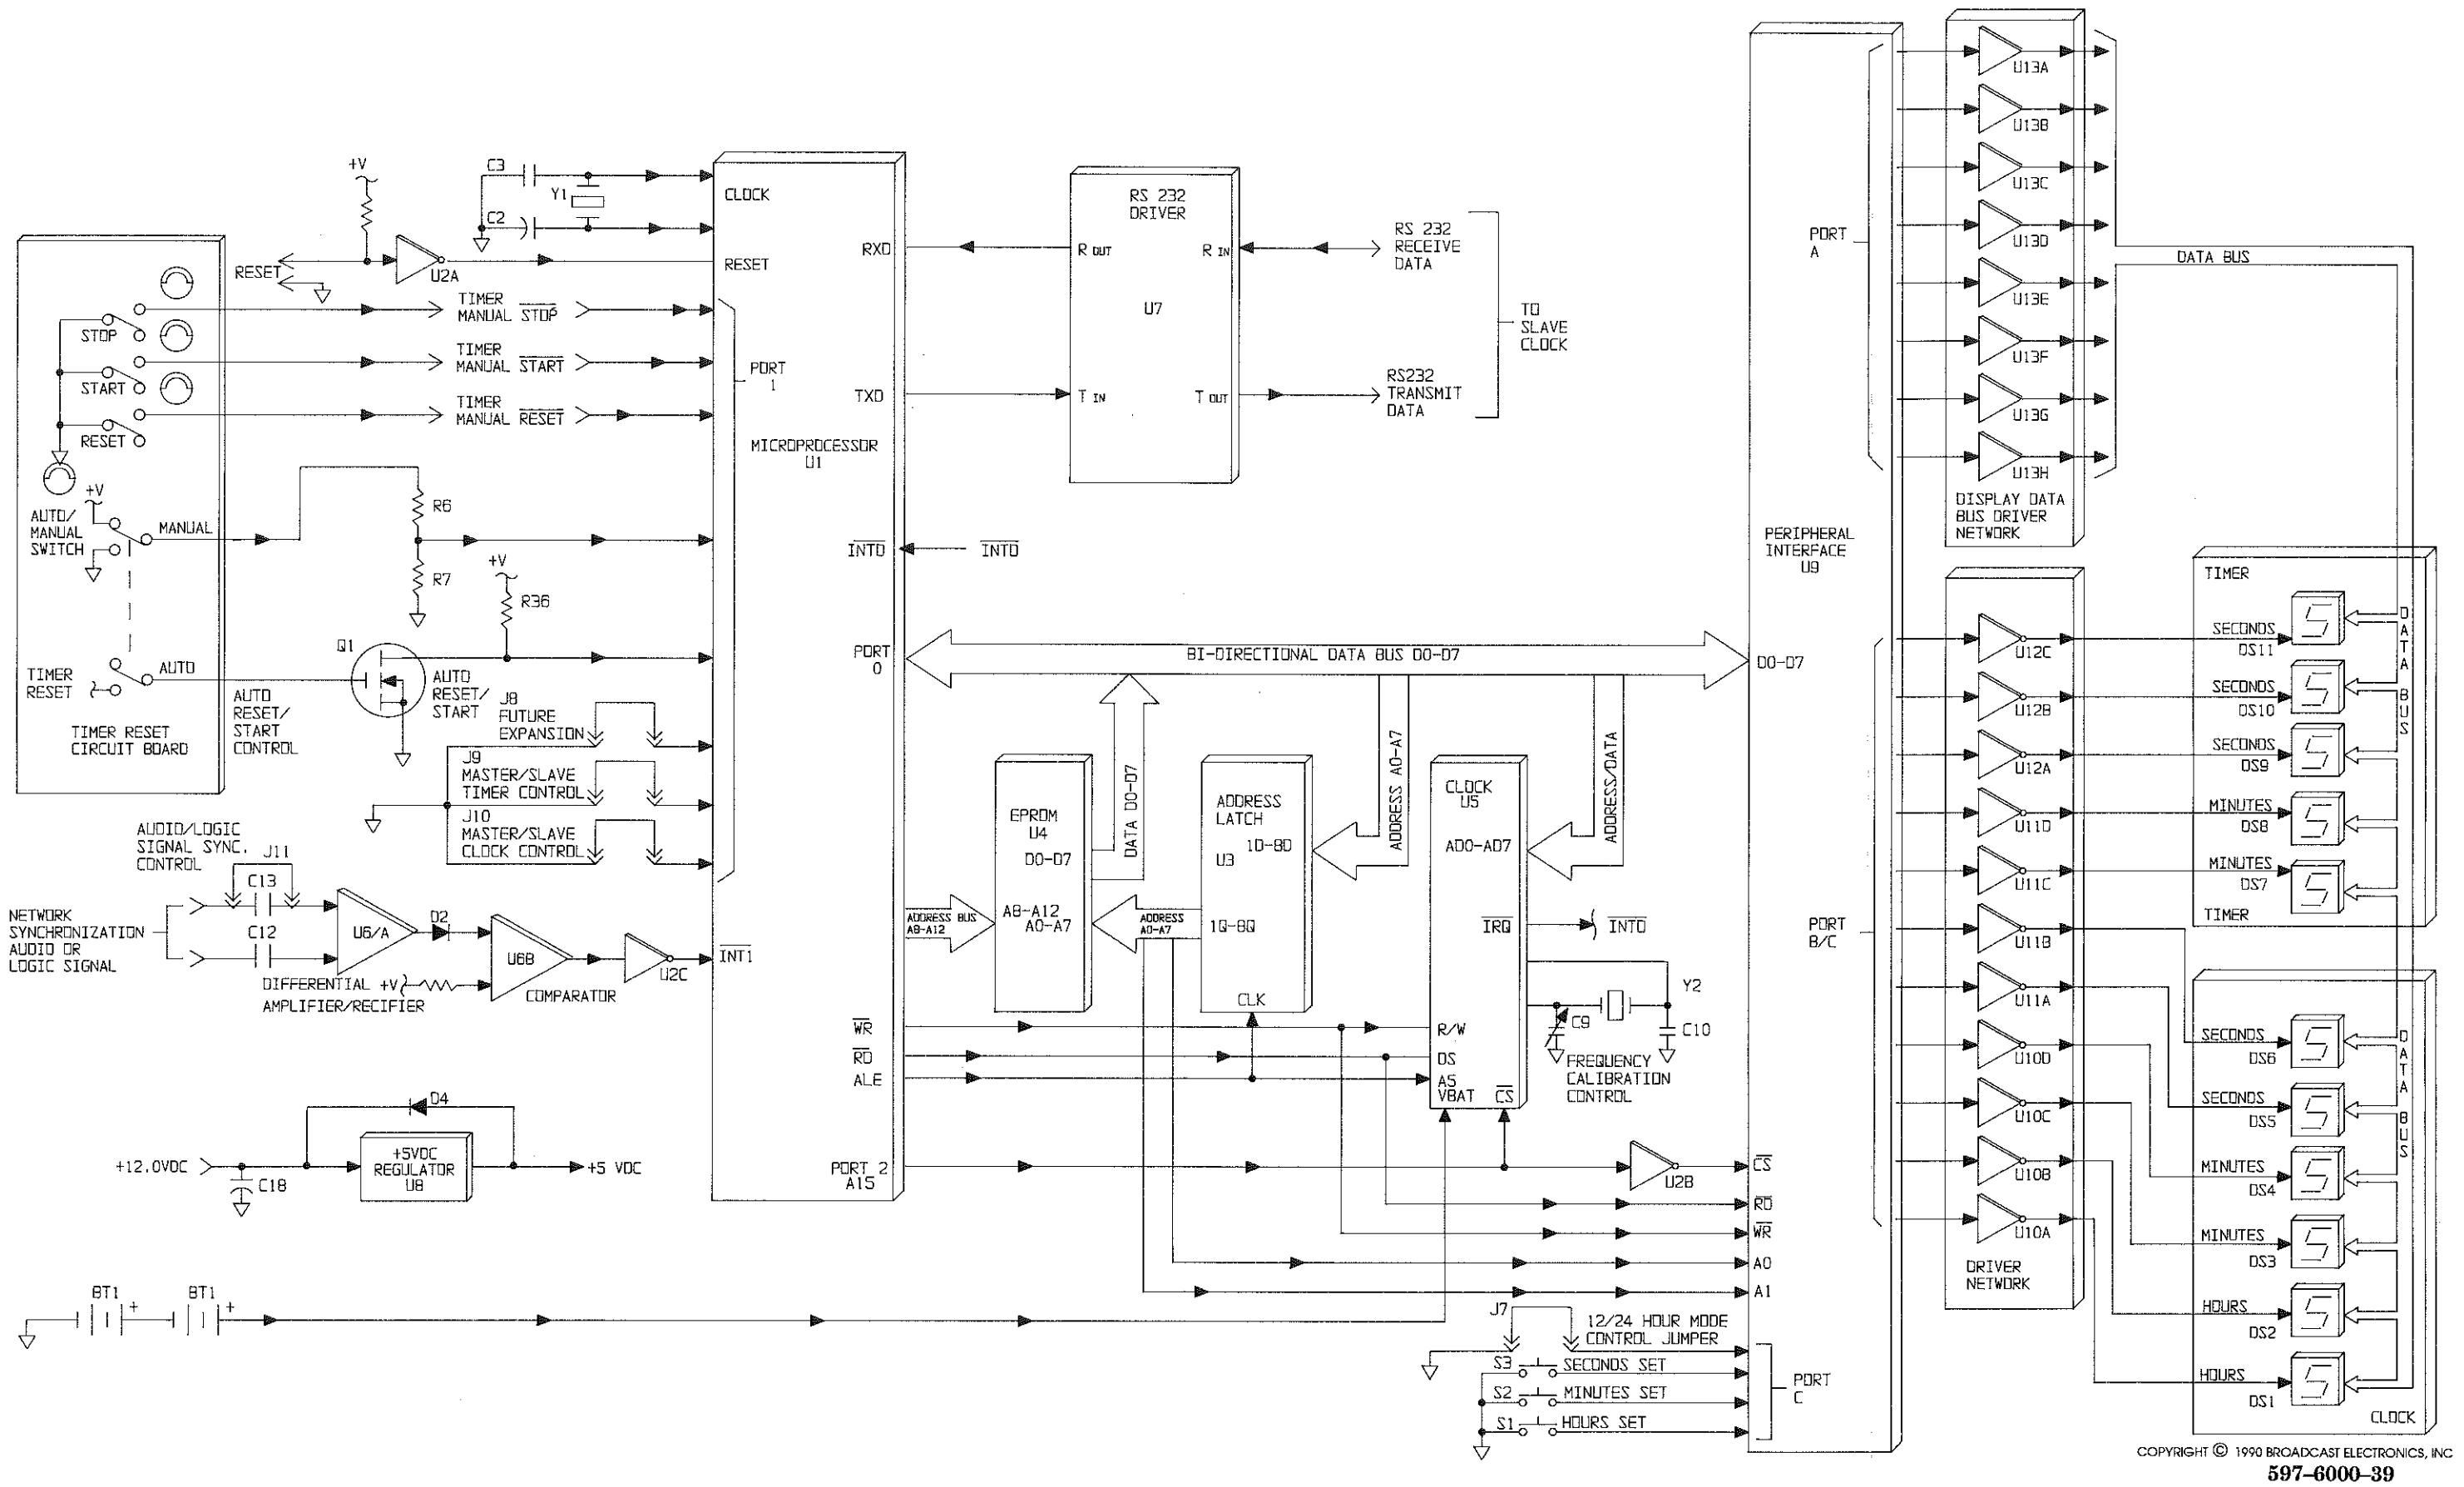 +V
C3
Y1
C2
RESET
U2A
CLOCK
RESET
STOP
START
RESET
TIMER
MANUAL STOP
TIMER
MANUAL START
TIMER
MANUAL RESET
PORT
1
MICROPROCESSOR
U1
+V
AUTO/
MANUAL
SWITCH
MANUAL
R6
R7
+V
R36
Q1
TIMER
RESET
AUTO
AUTO
RESET/
START
CONTROL
AUTO
RESET/
START
TIMER RESET
CIRCUIT BOARD
J8
FUTURE
EXPANSION
J9
MASTER/SLAVE
TIMER CONTROL
J10
MASTER/SLAVE
CLOCK CONTROL
AUDIO/LOGIC
SIGNAL SYNC.
CONTROL
J11
C13
C12
NETWORK
SYNCHRONIZATION
AUDIO OR
LOGIC SIGNAL
U6/A
D2
DIFFERENTIAL
AMPLIFIER/RECIFIER
+V
U6B
COMPARATOR
U2C
INT1
D4
+12.0VDC
C18
+5VDC
REGULATOR
U8
+5 VDC
BT1
+
BT1
+
RXD
TXD
INTO
INTO
PORT
0
WR
RD
ALE
PORT 2
A15
RS 232
DRIVER
R OUT
R IN
U7
T IN
T OUT
RS 232
RECEIVE
DATA
RS232
TRANSMIT
DATA
TO
SLAVE
CLOCK
BI-DIRECTIONAL DATA BUS D0-D7
ADDRESS BUS
A8-A12
EPROM
U4
D0-D7
A8-A12
A0-A7
DATA D0-D7
ADDRESS
A0-A7
ADDRESS
LATCH
1D-8D
U3
1Q-8Q
CLK
ADDRESS A0-A7
CLOCK
U5
AD0-AD7
IRQ
R/W
DS
AS
VBAT
CS
ADDRESS/DATA
INTO
Y2
C9
C10
FREQUENCY
CALIBRATION
CONTROL
U2B
J7
12/24 HOUR MODE
CONTROL JUMPER
S3
SECONDS SET
S2
MINUTES SET
S1
HOURS SET
PORT
A
PERIPHERAL
INTERFACE
U9
D0-D7
PORT
B/C
CS
RD
WR
A0
A1
PORT
C
U13A
U13B
U13C
U13D
U13E
U13F
U13G
U13H
DISPLAY DATA
BUS DRIVER
NETWORK
DATA BUS
U12C
U12B
U12A
U11D
U11C
U11B
U11A
U10D
U10C
U10B
U10A
DRIVER
NETWORK
TIMER
SECONDS
DS11
SECONDS
DS10
SECONDS
DS9
MINUTES
DS8
MINUTES
DS7
TIMER
DATA BUS
SECONDS
DS6
SECONDS
DS5
MINUTES
DS4
MINUTES
DS3
HOURS
DS2
HOURS
DS1
DATA BUS
CLOCK
COPYRIGHT © 1990 BROADCAST ELECTRONICS, INC
597-6000-39